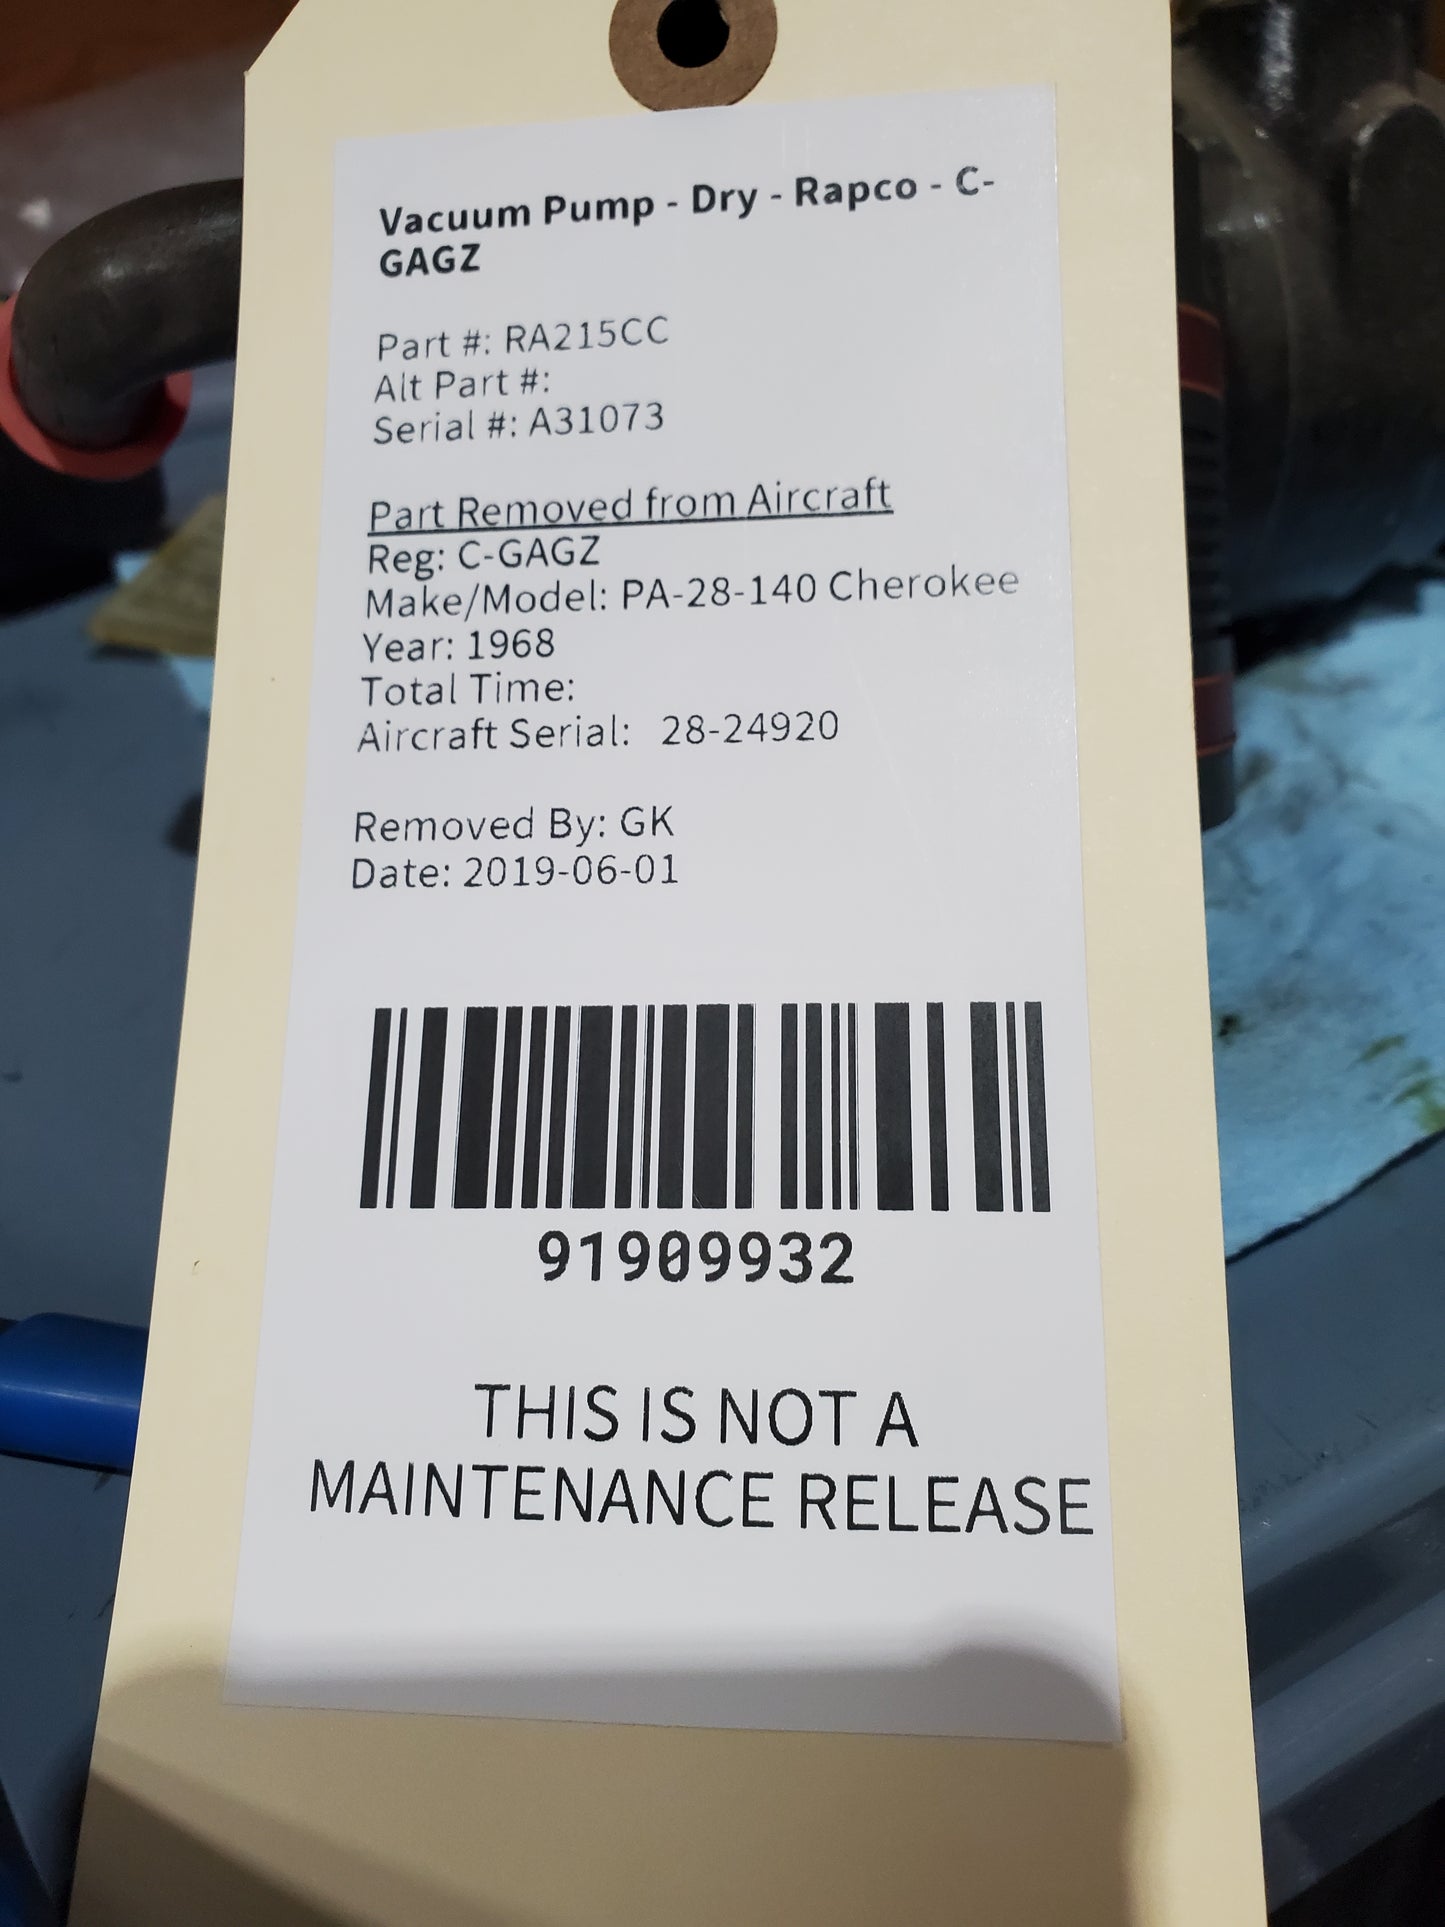 Vacuum Pump - Dry - Rapco - C-
GAGZ
Part #: RA215CC
Alt Part #:
Serial #: A31073
Part Removed from Aircraft
Reg: C-GAGZ
Make/Model: PA-28-140 Cherokee
Year: 1968
Total Time:
Aircraft Serial: 28-24920
Removed By: GK
Date: 2019-06-01
91909932
THIS IS NOT A
MAINTENANCE RELEASE